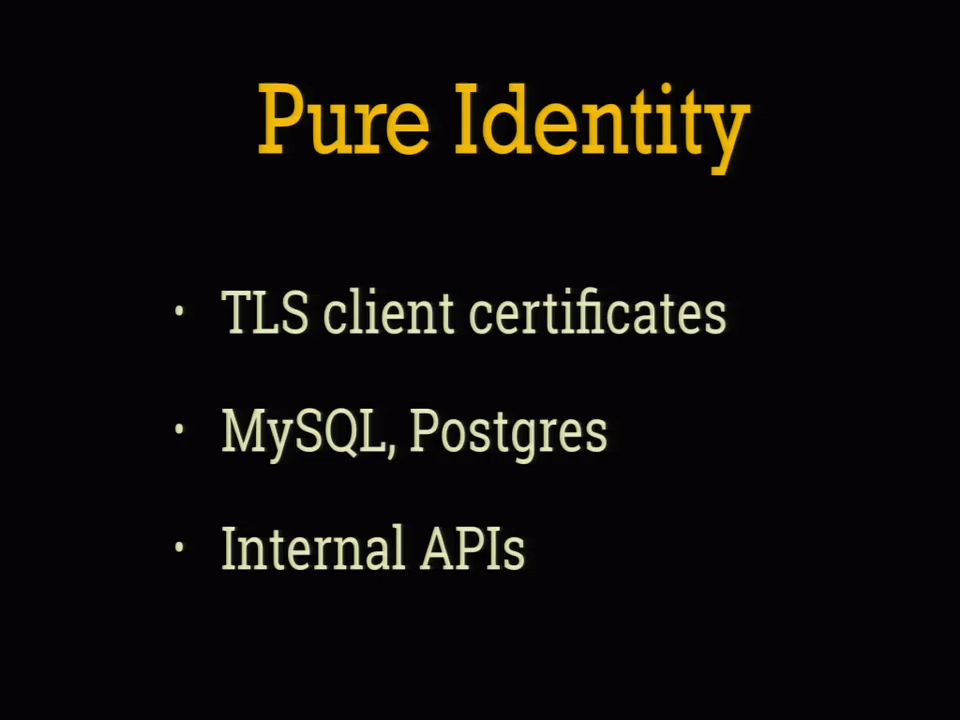 Pure Identity
· TLS client certificates
· MySQL, Postgres
· Internal APIs